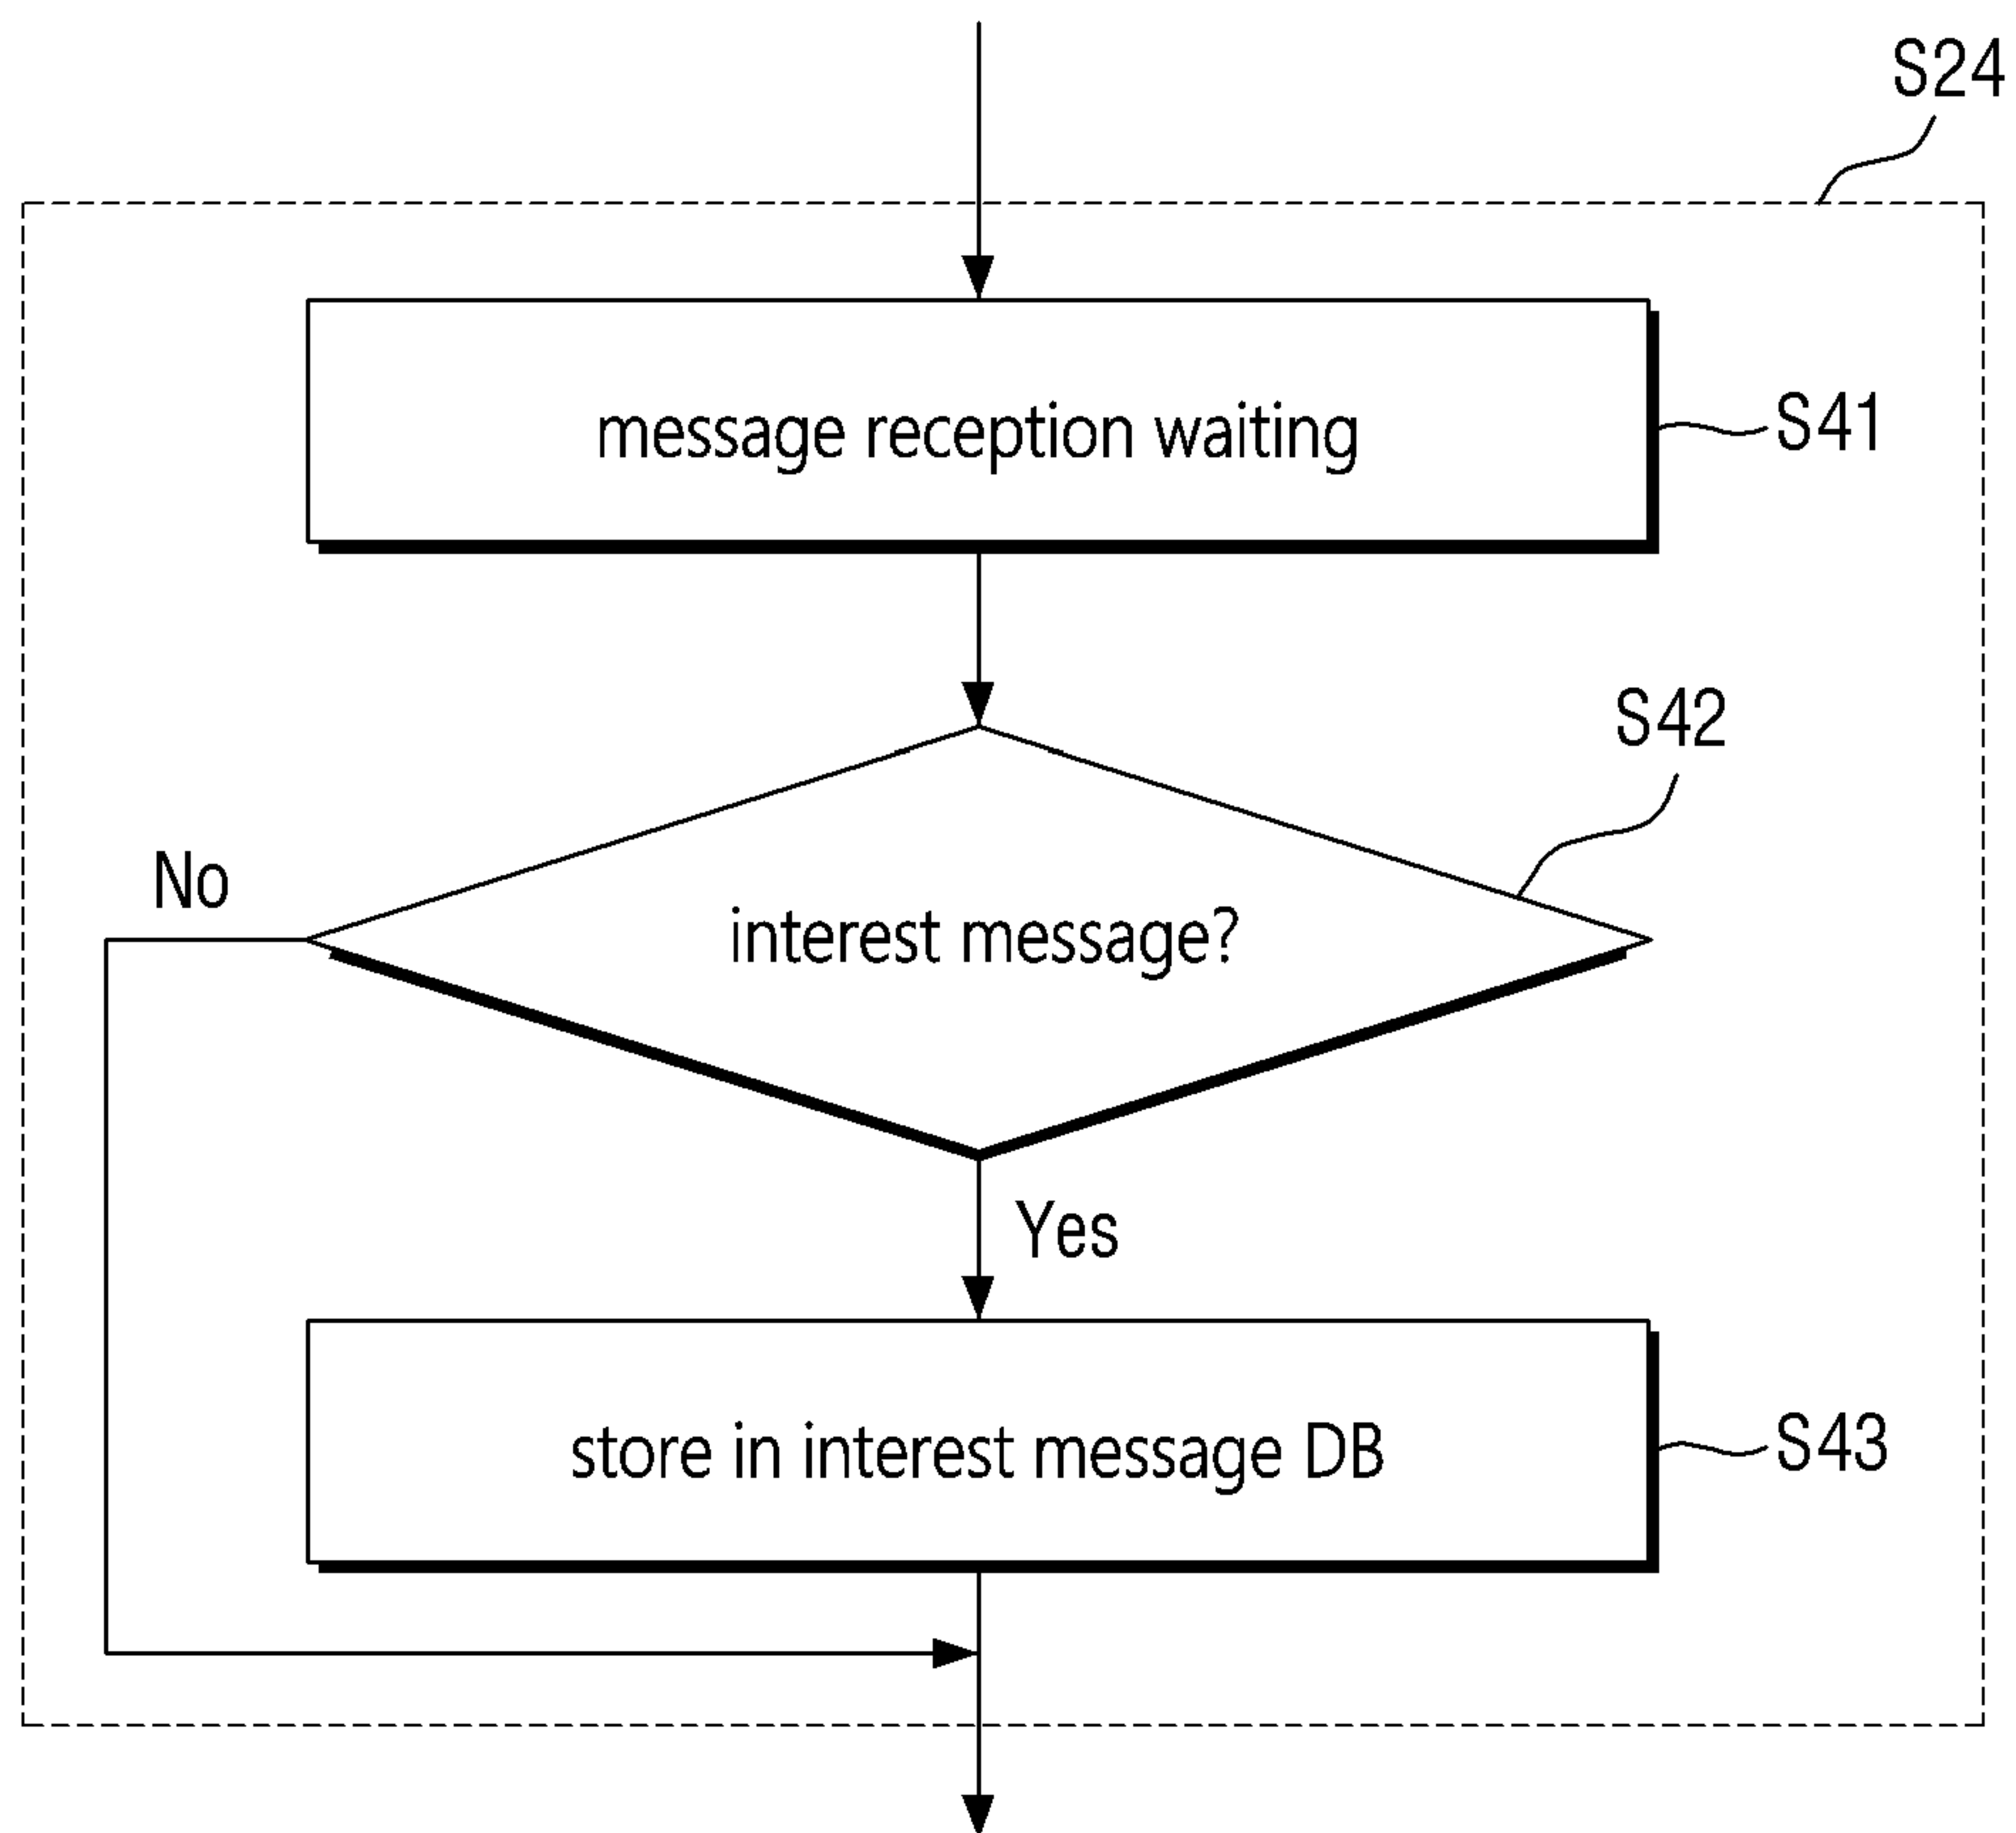 S24
message reception waiting
S41
S42
No
interest message?
Yes
store in interest message DB
S43